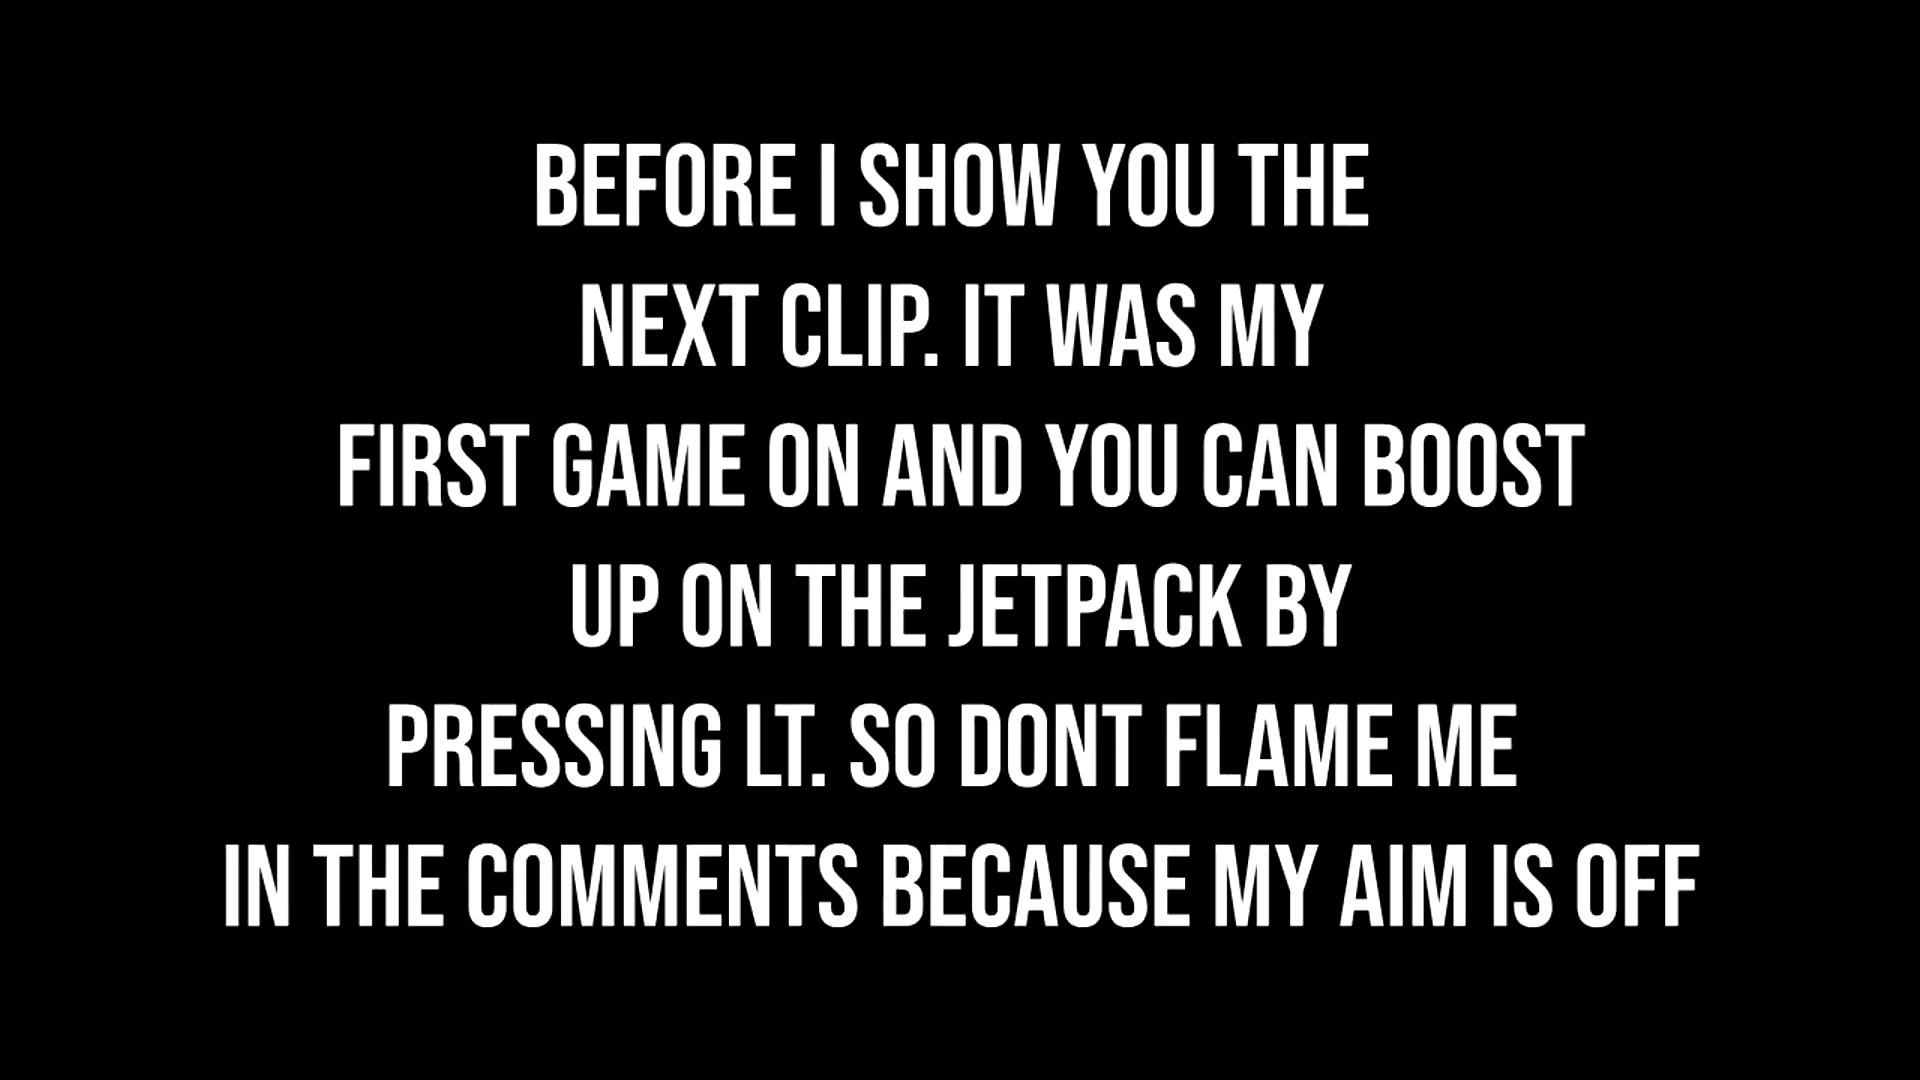 BEFORE I SHOW YOU THE
NEXT CLIP. IT WAS MY
FIRST GAME ON AND YOU CAN BOOST
UP ON THE JETPACK BY
PRESSING LT. SO DONT FLAME ME
IN THE COMMENTS BECAUSE MY AIM IS OFF